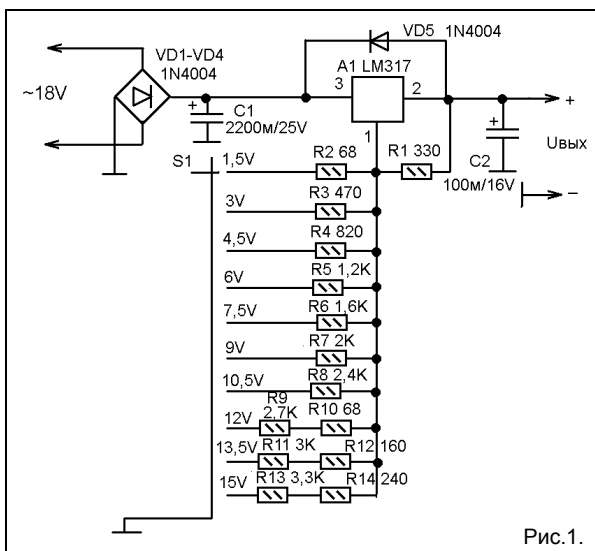 VD5 1N4004
VD1-VD4
1N4004
A1 LM317
~18V
3
2
+
+
C1
2200м/25V
1
+
Uвых
S1
1,5V
R2 68
R1 330
C2
100м/16V
–
3V
R3 470
4,5V
R4 820
6V
R5 1,2K
7,5V
R6 1,6K
9V
R7 2K
10,5V
R8 2,4K
12V
R9
2,7K
R10 68
13,5V
R11 3K
R12 160
15V
R13 3,3K
R14 240
Рис.1.